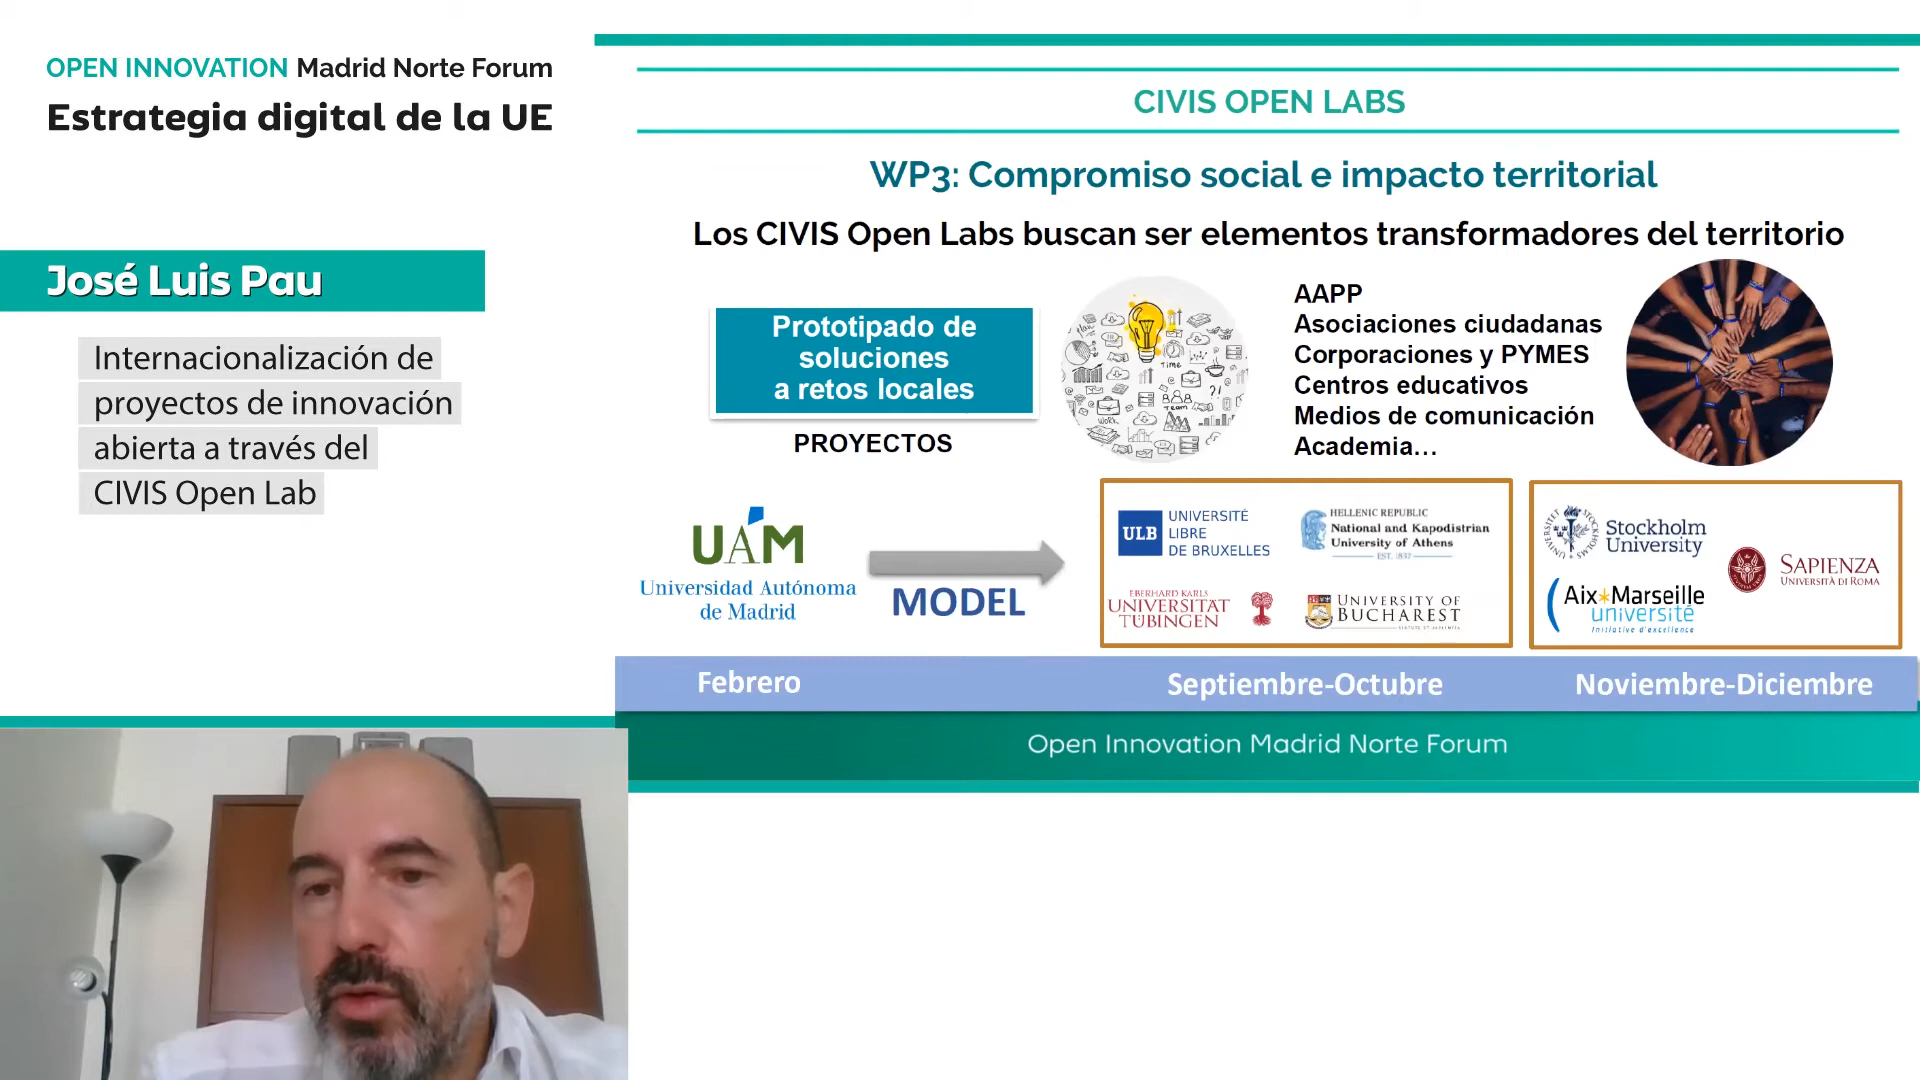 OPEN INNOVATION Madrid Norte Forum
Estrategia digital de la UE
José Luis Pau
Internacionalización de
proyectos de innovación
abierta a través del
CIVIS Open Lab
CIVIS OPEN LABS
WP3: Compromiso social e impacto territorial
Los CIVIS Open Labs buscan ser elementos transformadores del territorio
Prototipado de
soluciones
a retos locales
PROYECTOS
TIME
TEAM
WORK
AAPP
Asociaciones ciudadanas
Corporaciones y PYMES
Centros educativos
Medios de comunicación
Academia...
UAM
Universidad Autónoma
de Madrid
MODEL
ULB
UNIVERSITÉ
LIBRE
DE BRUXELLES
HELLENIC REPUBLIC
National and Kapodistrian
University of Athens
EST. 1837
EBERHARD KARLS
UNIVERSITÄT
TÜBINGEN
UNIVERSITY OF
BUCHAREST
Stockholm
University
Aix*Marseille
université
Initiative d'excellence
SAPIENZA
UNIVERSITÀ DI ROMA
Febrero
Septiembre-Octubre
Noviembre-Diciembre
Open Innovation Madrid Norte Forum